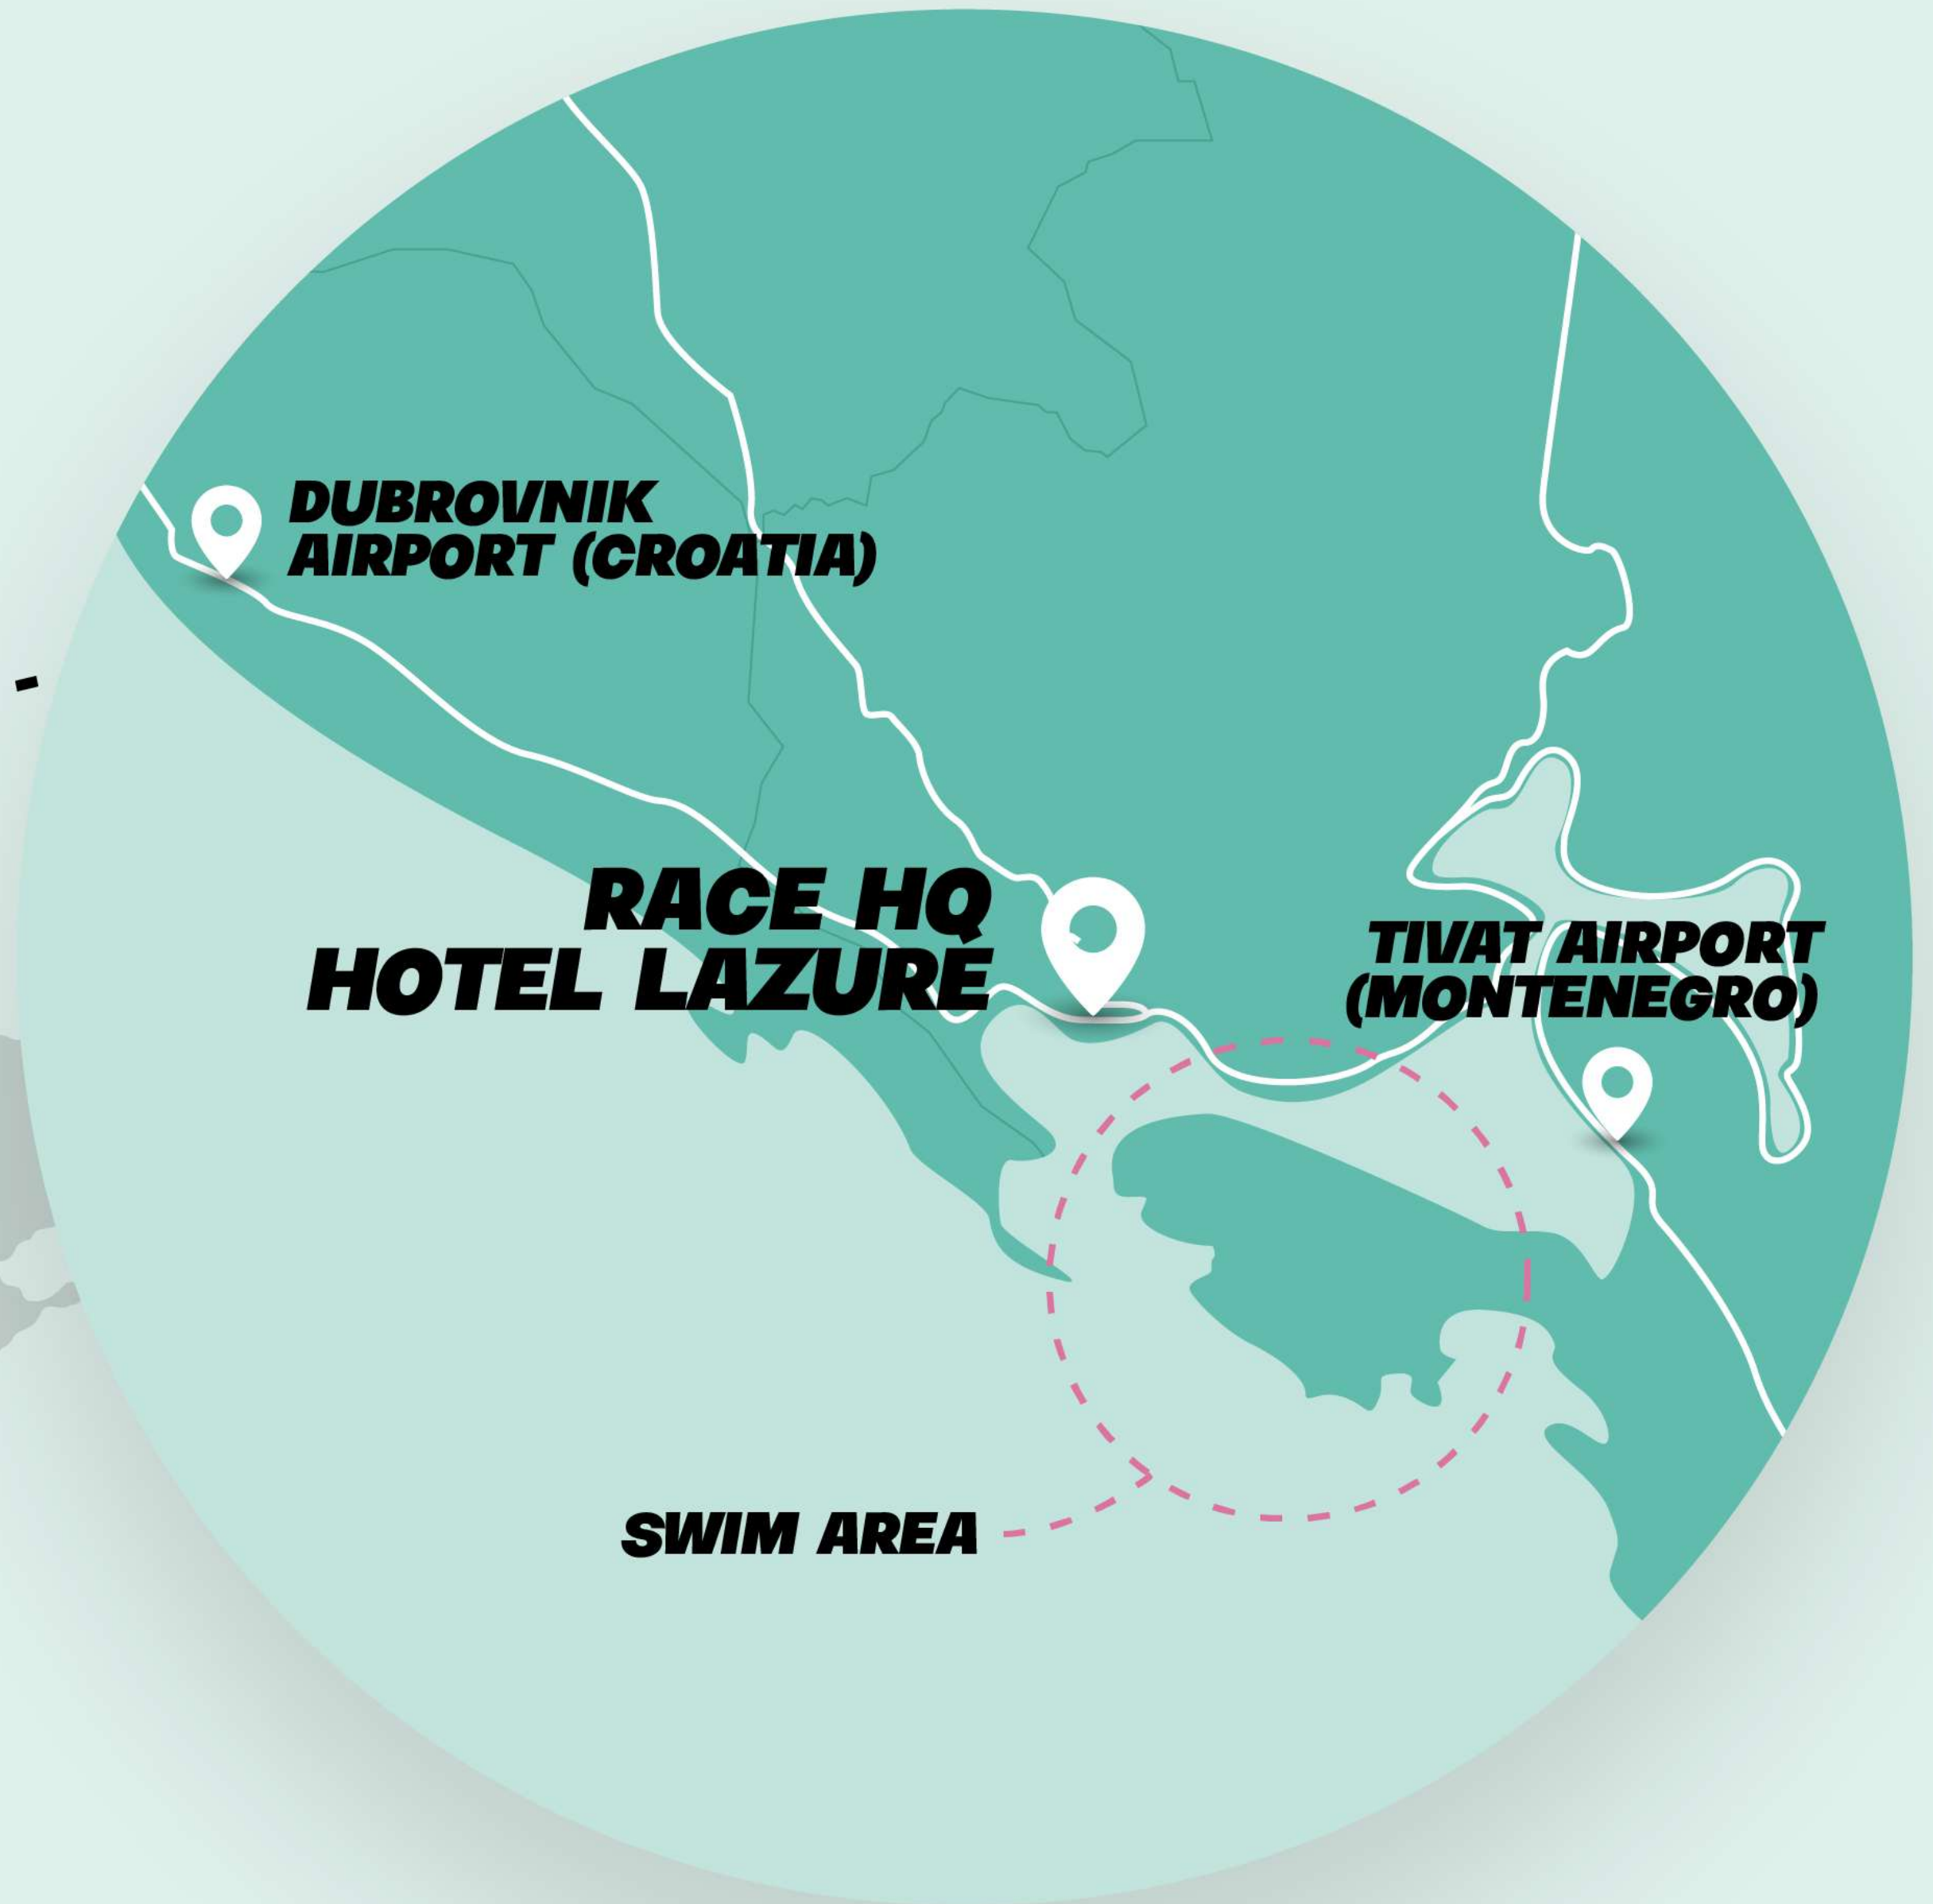 DUBROVNIK
AIRPORT (CROATIA)
RACE HQ
HOTEL LAZURE
TIVAT AIRPORT
(MONTENEGRO)
SWIM AREA